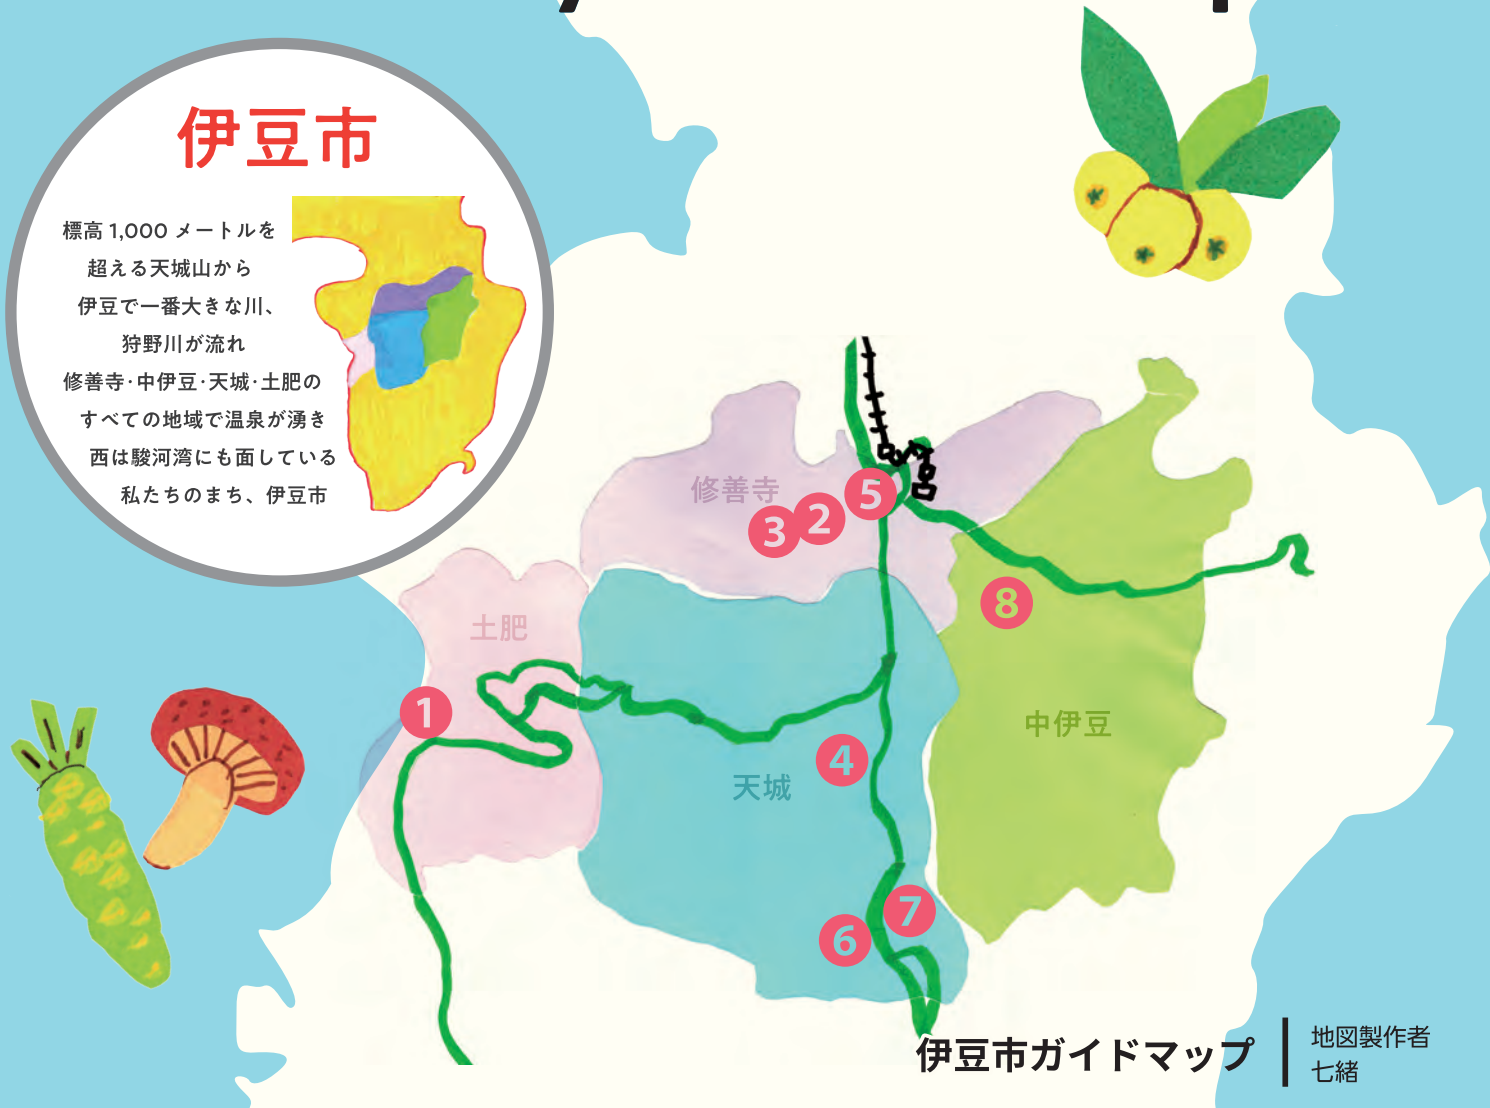 伊豆市
標高1,000メートルを
超える天城山から
伊豆で一番大きな川、
狩野川が流れ
修善寺・中伊豆・天城・土肥の
すべての地域で温泉が湧き
西は駿河湾にも面している
私たちのまち、伊豆市
修善寺
5
2
3
8
土肥
1
中伊豆
4
天城
7
6
伊豆市ガイドマップ
地図製作者
七緒